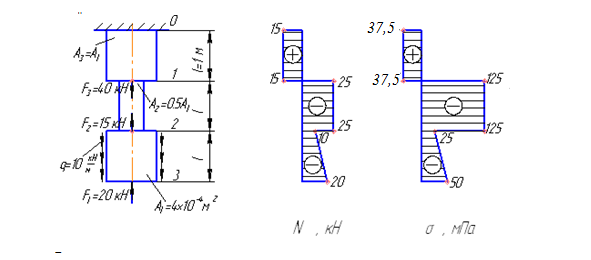 0
15
37,5
A₃=A₁
l=1 м
1
15
25
37,5
125
F₃=40 кН
A₂=0.5A₁
l
F₂=15 кН
2
10
25
25
125
q=10 кН/м
l
3
20
50
F₁=20 кН
A₁=4×10⁻⁴ м²
N , кН
σ , мПа